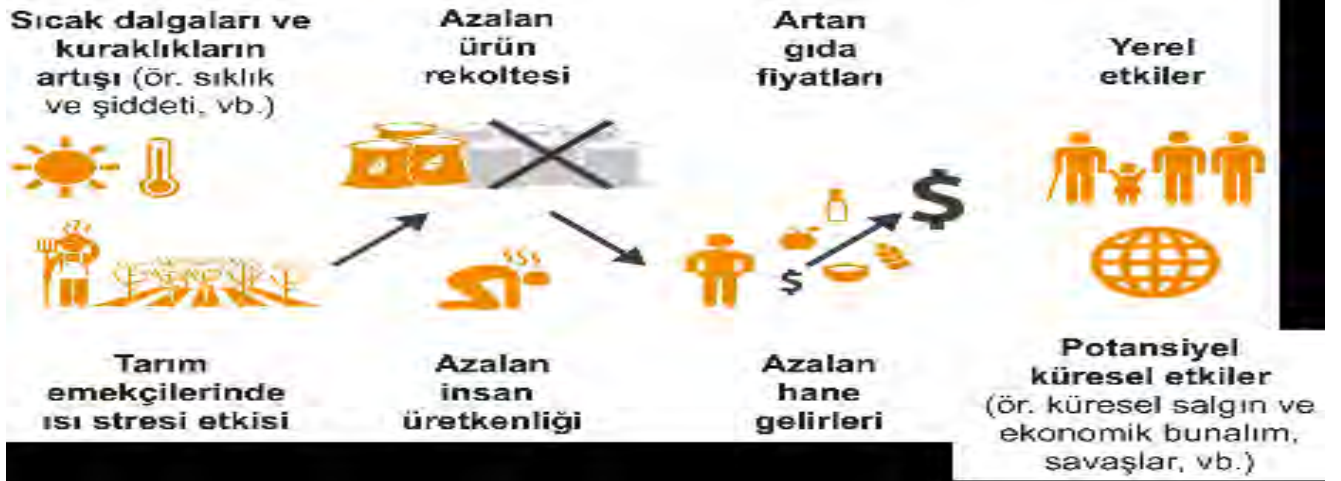 Sıcak dalgaları ve
kuraklıkların
artışı (ör. sıklık
ve şiddeti, vb.)
Azalan
ürün
rekoltesi
Artan
gıda
fiyatları
Yerel
etkiler
$
$
Tarım
emekçilerinde
ısı stresi etkisi
Azalan
insan
üretkenliği
Azalan
hane
gelirleri
Potansiyel
küresel etkiler
(ör. küresel salgın ve
ekonomik bunalım,
savaşlar, vb.)